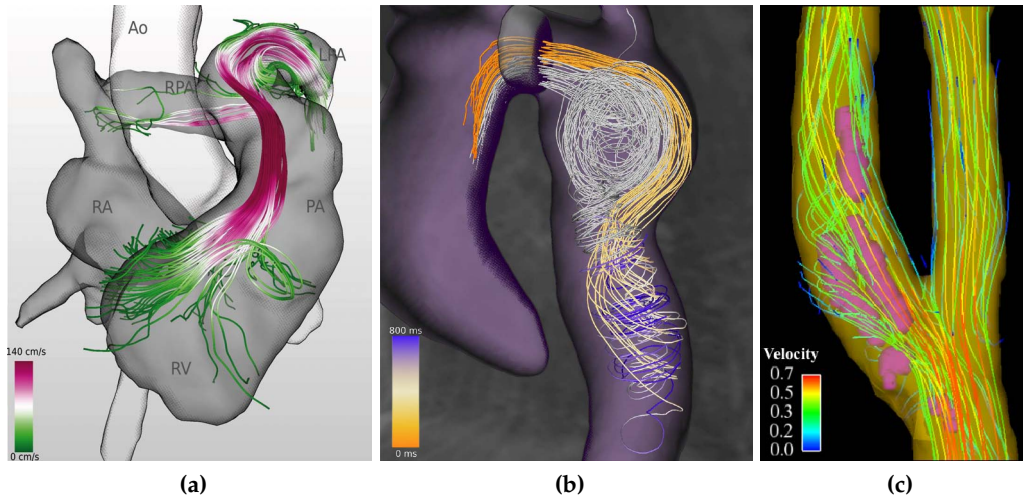 Ao
LPA
RPA
RA
PA
RV
140 cm/s
0 cm/s
(a)
800 ms
0 ms
(b)
Velocity
0.7
0.5
0.3
0.2
0.0
(c)